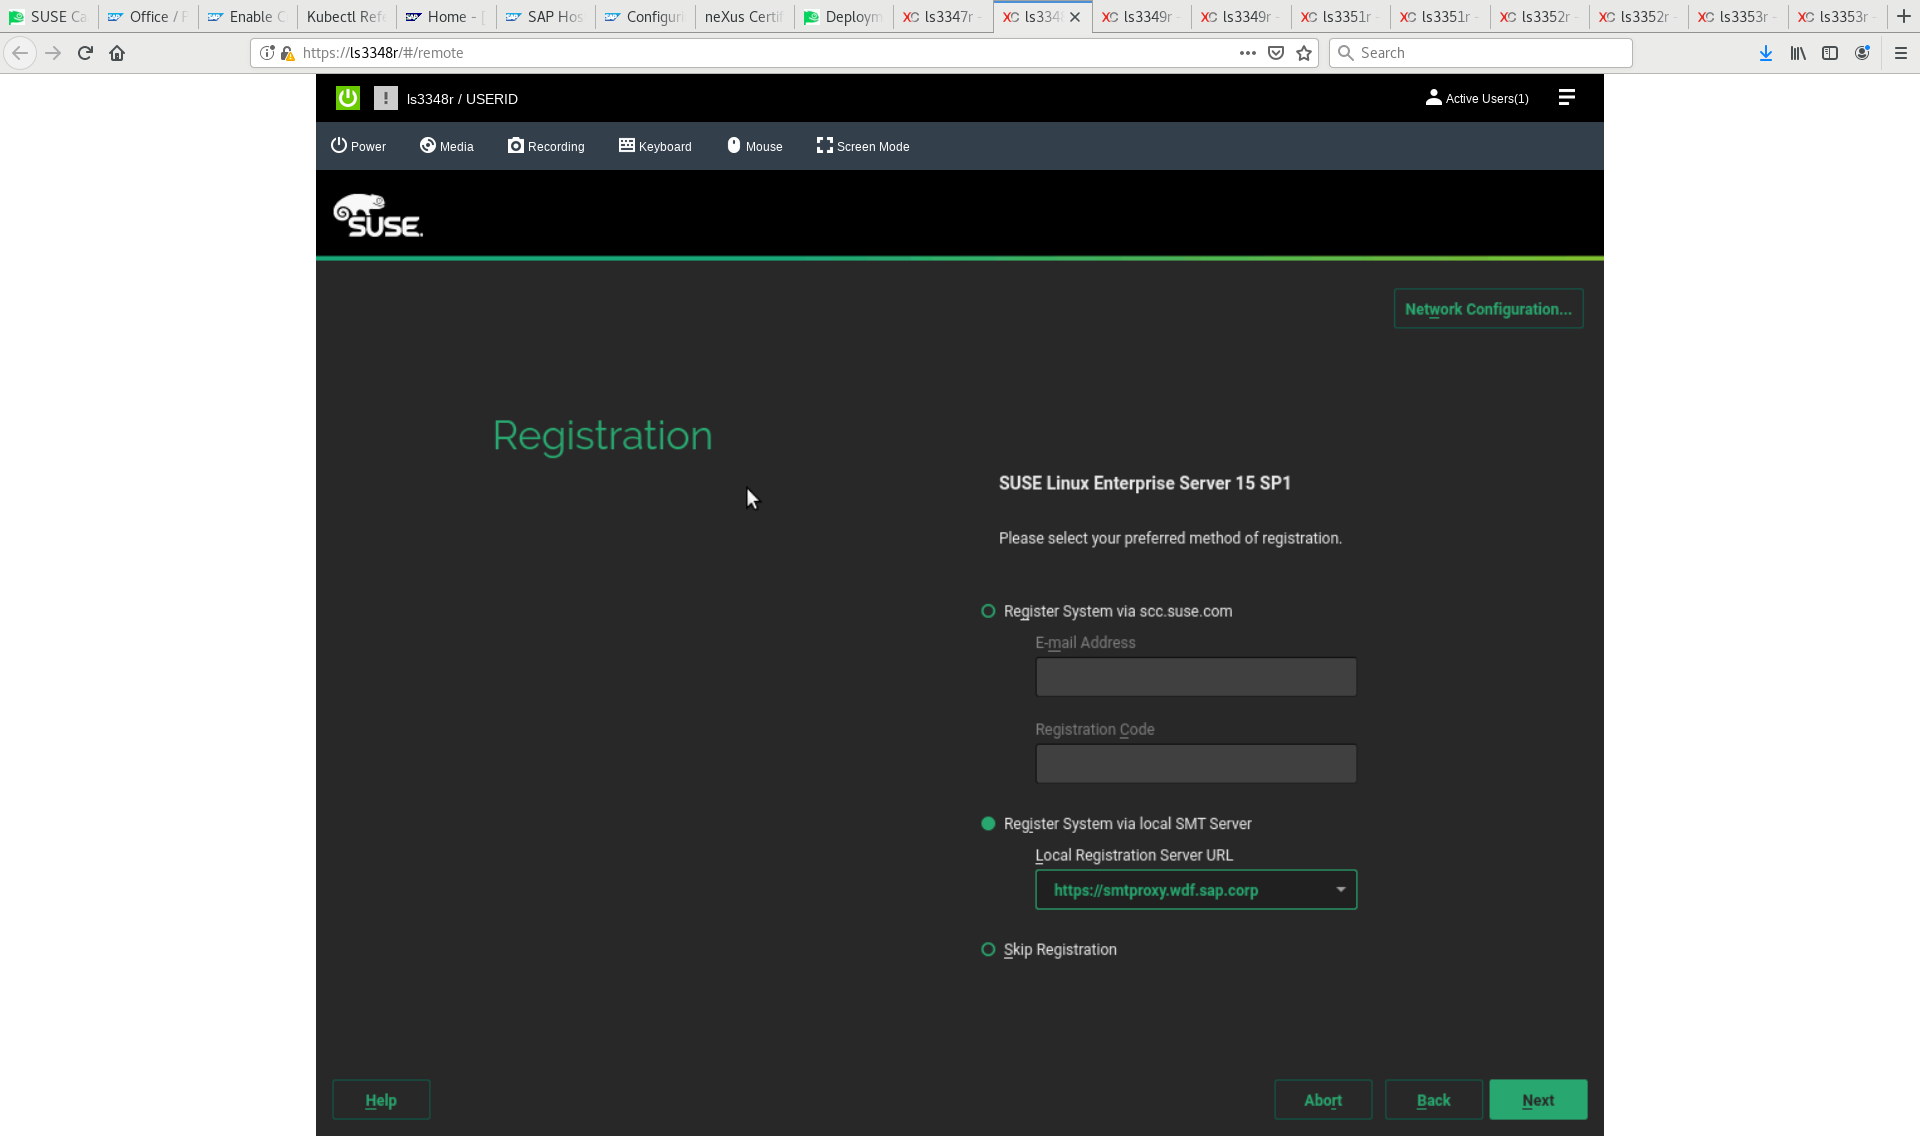 SUSE Ca
Office / P
Enable C
Kubectl Refe
Home - [
SAP Hos
Configuri
neXus Certif
Deploym
ls3347r -
ls334
ls3349r -
ls3349r -
ls3351r -
ls3351r -
ls3352r -
ls3352r -
ls3353r -
ls3353r -
https://ls3348r/#/remote
Search
ls3348r / USERID
Active Users(1)
Power
Media
Recording
Keyboard
Mouse
Screen Mode
SUSE.
Network Configuration...
Registration
SUSE Linux Enterprise Server 15 SP1
Please select your preferred method of registration.
Register System via scc.suse.com
E-mail Address
Registration Code
Register System via local SMT Server
Local Registration Server URL
https://smtproxy.wdf.sap.corp
Skip Registration
Help
Abort
Back
Next